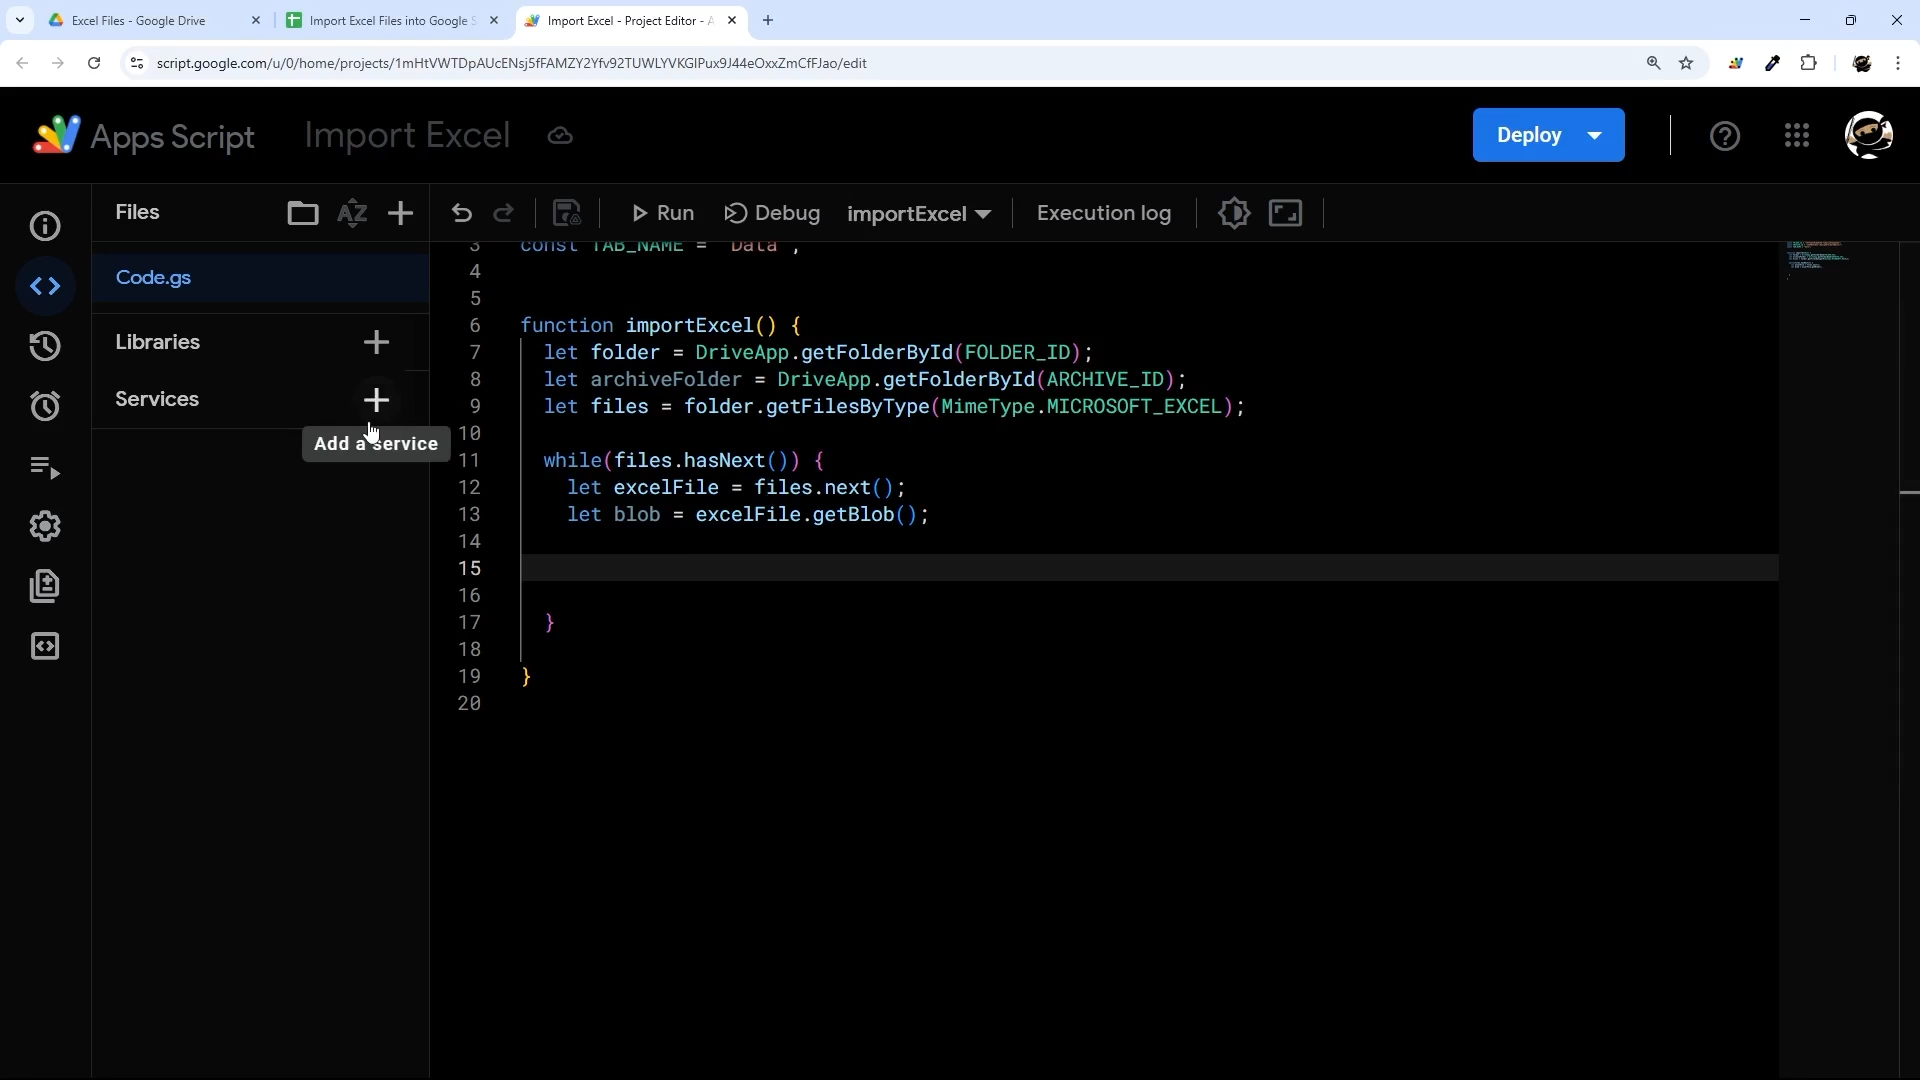 Excel Files - Google Drive
Import Excel Files into Google S
Import Excel - Project Editor - A
script.google.com/u/0/home/projects/1mHtVWTDpAUcENsj5fFAMZY2Yfv92TUWLYVKGIPux9J44eOxxZmCfFJao/edit
Apps Script
Import Excel
Deploy
Files
Run
Debug
importExcel
Execution log
Code.gs
Libraries
Services
Add a service
3 const TAB_NAME = "Data";
4
5
6 function importExcel() {
7 let folder = DriveApp.getFolderById(FOLDER_ID);
8 let archiveFolder = DriveApp.getFolderById(ARCHIVE_ID);
9 let files = folder.getFilesByType(MimeType.MICROSOFT_EXCEL);
10
11 while(files.hasNext()) {
12 let excelFile = files.next();
13 let blob = excelFile.getBlob();
14
15
16
17 }
18
19 }
20